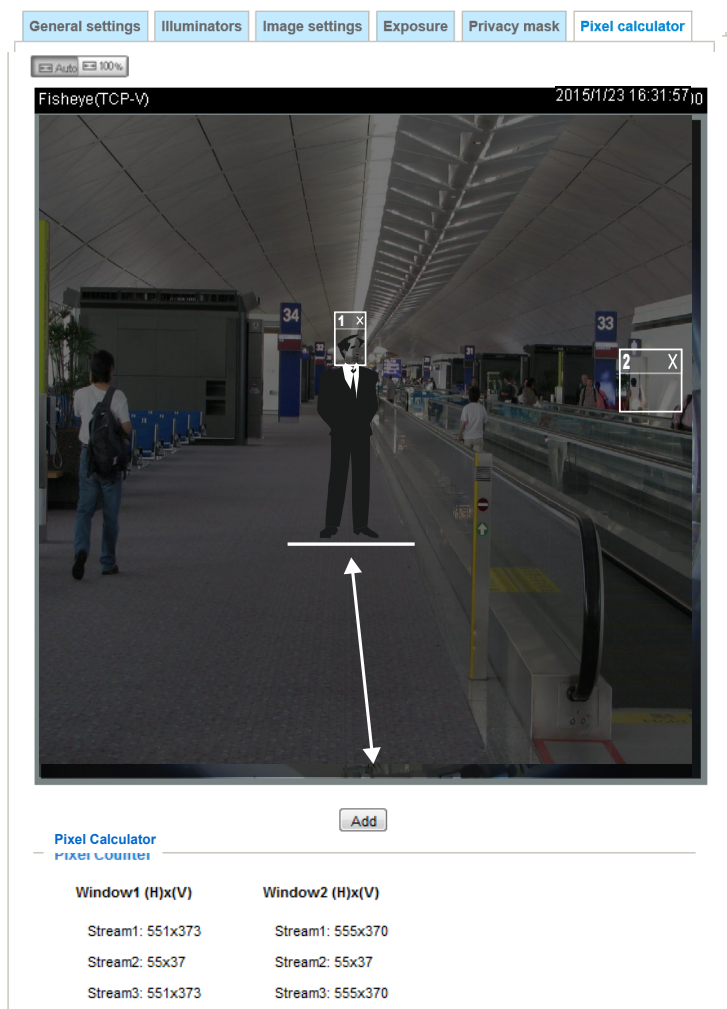 General settings Illuminators Image settings Exposure Privacy mask Pixel calculator
Auto 100%
Fisheye(TCP-V) 2015/1/23 16:31:57
34
1 X
33
2 X
31
Add
Pixel Calculator
Pixel Counter
Window1 (H)x(V) Window2 (H)x(V)
Stream1: 551x373 Stream1: 555x370
Stream2: 55x37 Stream2: 55x37
Stream3: 551x373 Stream3: 555x370